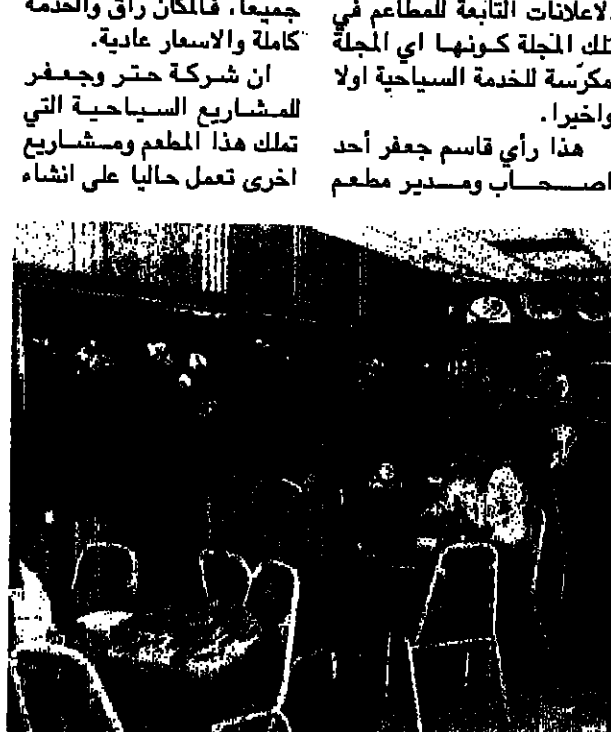 لاعلانات التابعة للمطاعم في
تلك المجلة كونها اي المجلة
مكرّسة للخدمة السياحية اولا
واخيرا.
هذا رأي قاسم جعفر أحد
اصحاب ومدير مطعم
جميعا، فالمكان راق والخدمة
كاملة والاسعار عادية.
ان شركة حتر وجعفر
للمشاريع السياحية التي
تملك هذا المطعم ومشاريع
اخرى تعمل حاليا على انشاء